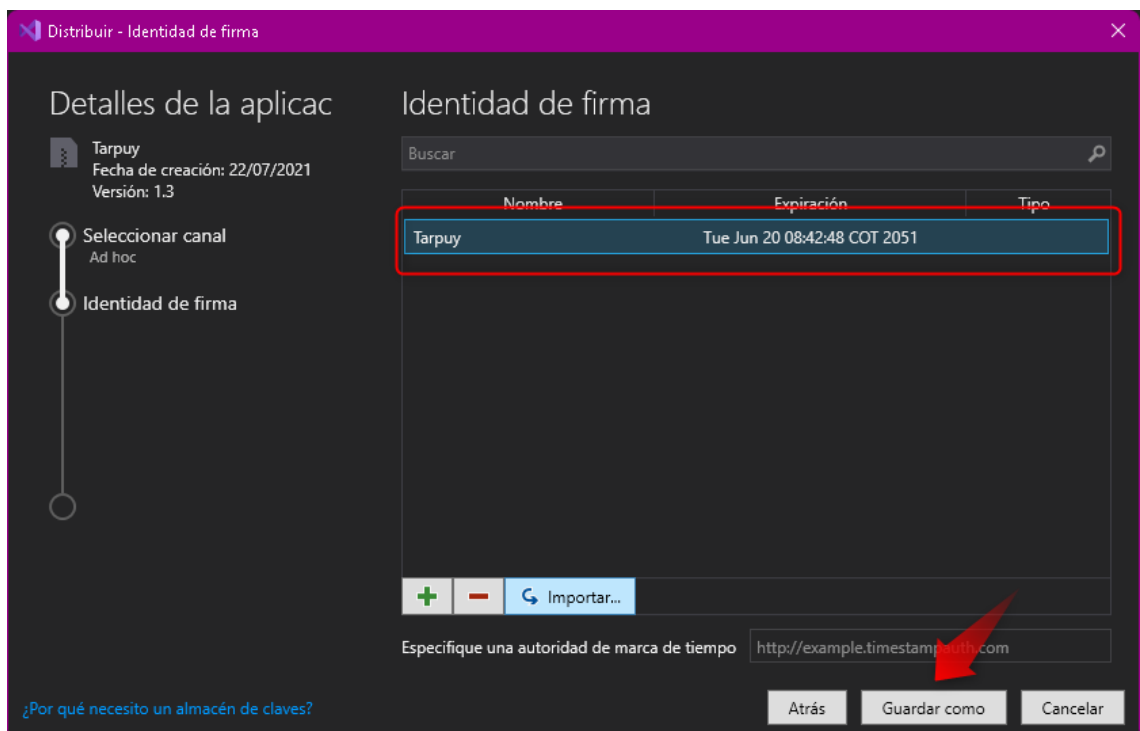 Distribuir - Identidad de firma
Detalles de la aplicac
Tarpuy
Fecha de creación: 22/07/2021
Versión: 1.3
Seleccionar canal
Ad hoc
Identidad de firma
Identidad de firma
Buscar
Nombre Expiración Tipo
Tarpuy Tue Jun 20 08:42:48 COT 2051
Importar...
Especifique una autoridad de marca de tiempo http://example.timestampauth.com
¿Por qué necesito un almacén de claves?
Atrás Guardar como Cancelar